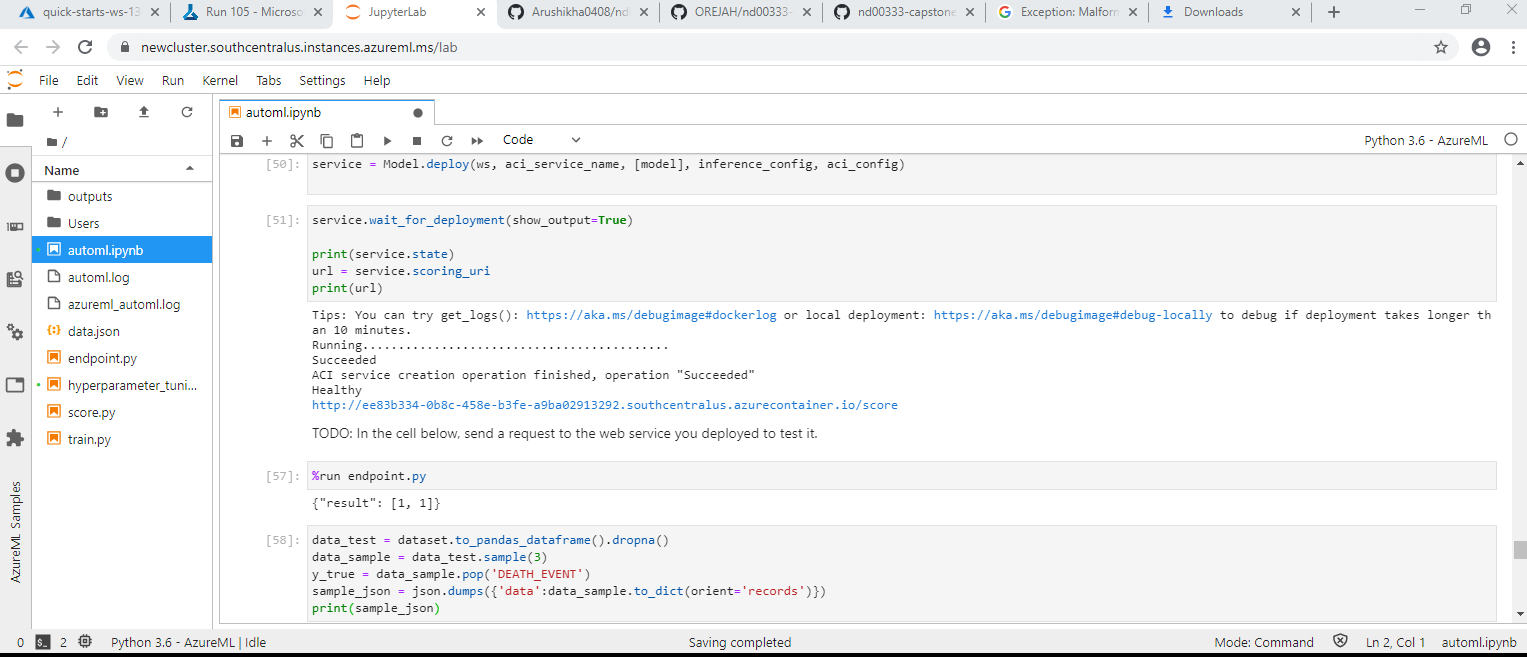 quick-starts-ws-13
Run 105 - Microso
JupyterLab
Arushikha0408/nd
OREJAH/nd00333-
nd00333-capstone
Exception: Malform
Downloads
newcluster.southcentralus.instances.azureml.ms/lab
File Edit View Run Kernel Tabs Settings Help
automl.ipynb
/
Code
Python 3.6 - AzureML
Name
outputs
Users
automl.ipynb
automl.log
azureml_automl.log
data.json
endpoint.py
hyperparameter_tuni...
score.py
train.py
AzureML Samples
[50]: service = Model.deploy(ws, aci_service_name, [model], inference_config, aci_config)
[51]: service.wait_for_deployment(show_output=True)
print(service.state)
url = service.scoring_uri
print(url)
Tips: You can try get_logs(): https://aka.ms/debugimage#dockerlog or local deployment: https://aka.ms/debugimage#debug-locally to debug if deployment takes longer th
an 10 minutes.
Running...........................................
Succeeded
ACI service creation operation finished, operation "Succeeded"
Healthy
http://ee83b334-0b8c-458e-b3fe-a9ba02913292.southcentralus.azurecontainer.io/score
TODO: In the cell below, send a request to the web service you deployed to test it.
[57]: %run endpoint.py
{"result": [1, 1]}
[58]: data_test = dataset.to_pandas_dataframe().dropna()
data_sample = data_test.sample(3)
y_true = data_sample.pop('DEATH_EVENT')
sample_json = json.dumps({'data':data_sample.to_dict(orient='records')})
print(sample_json)
0 $_ 2 Python 3.6 - AzureML | Idle
Saving completed
Mode: Command Ln 2, Col 1 automl.ipynb